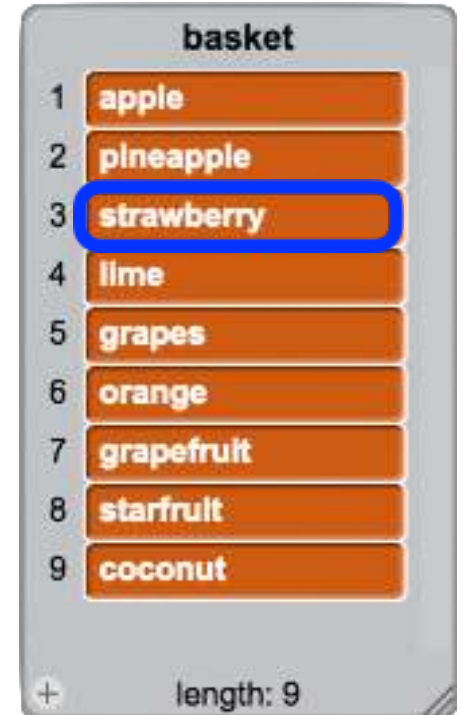 basket
1 apple
2 pineapple
3 strawberry
4 lime
5 grapes
6 orange
7 grapefruit
8 starfruit
9 coconut
+ length: 9